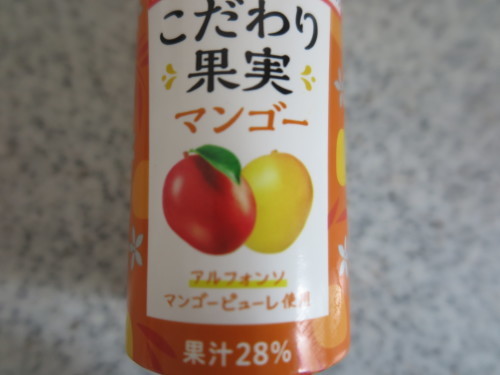 こだわり
果実
マンゴー
アルフォンソ
マンゴーピューレ使用
果汁28%